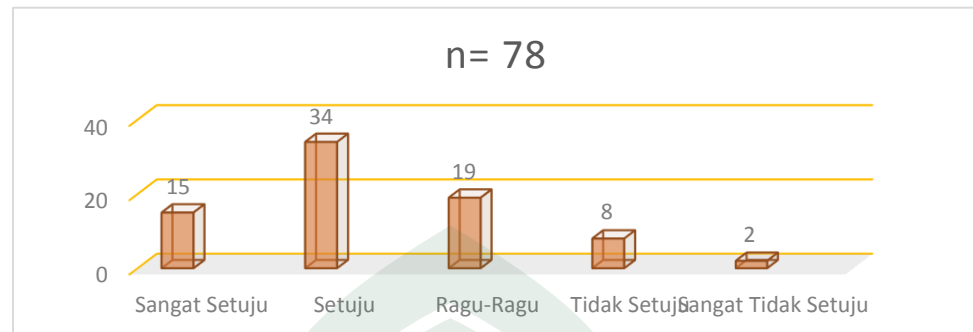 n= 78
40
20
0
15
34
19
8
2
Sangat Setuju
Setuju
Ragu-Ragu
Tidak Setuju
Sangat Tidak Setuju